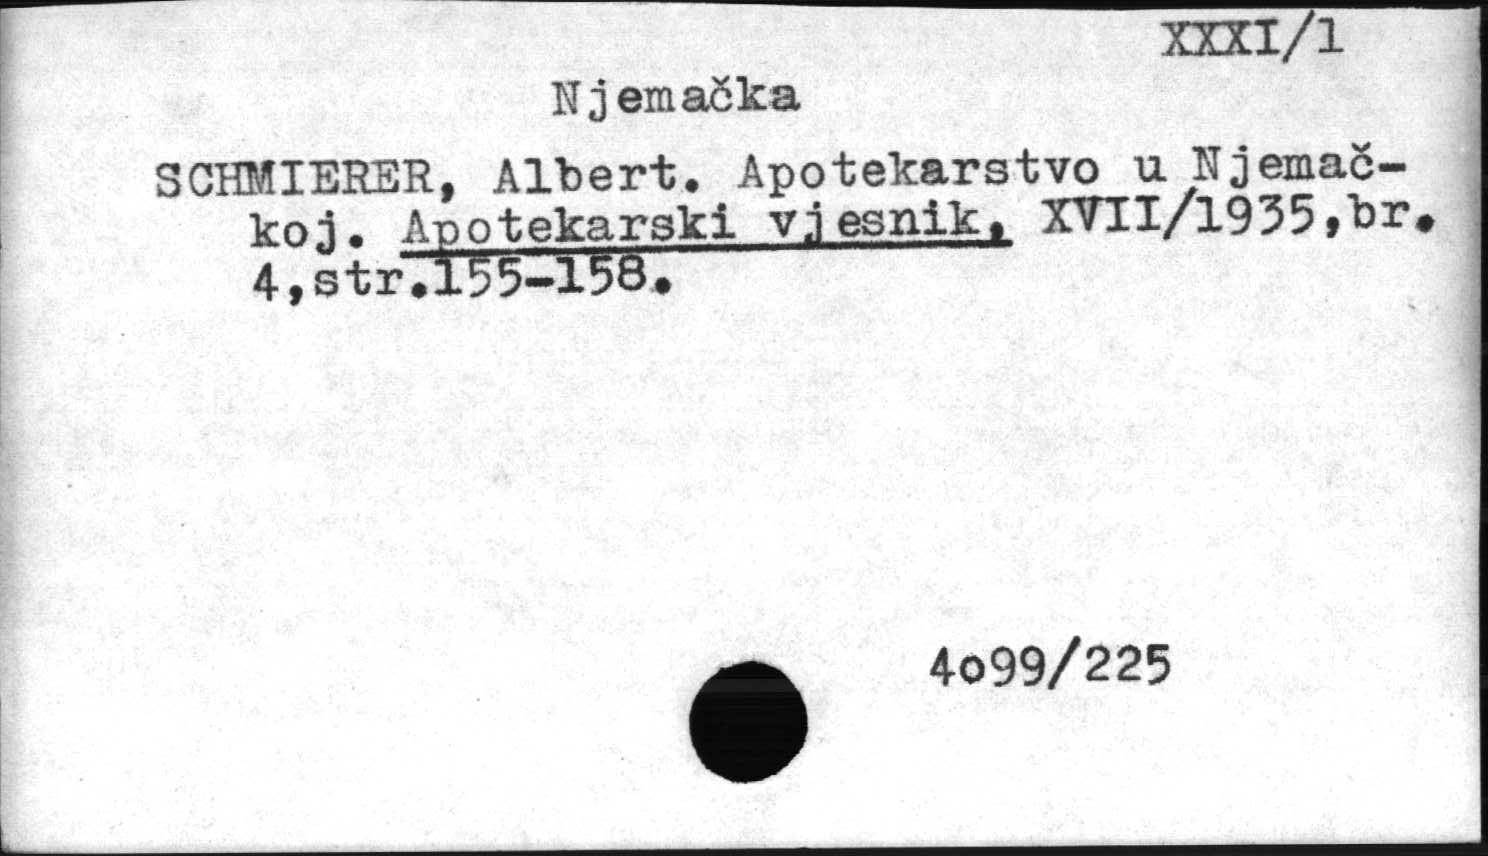 XXXI/1
Njemačka
SCHMIERER, Albert. Apotekarstvo u Njemač-
koj. Apotekarski vjesnik, XVII/1935,br.
4,str.155-158.
4o99/225